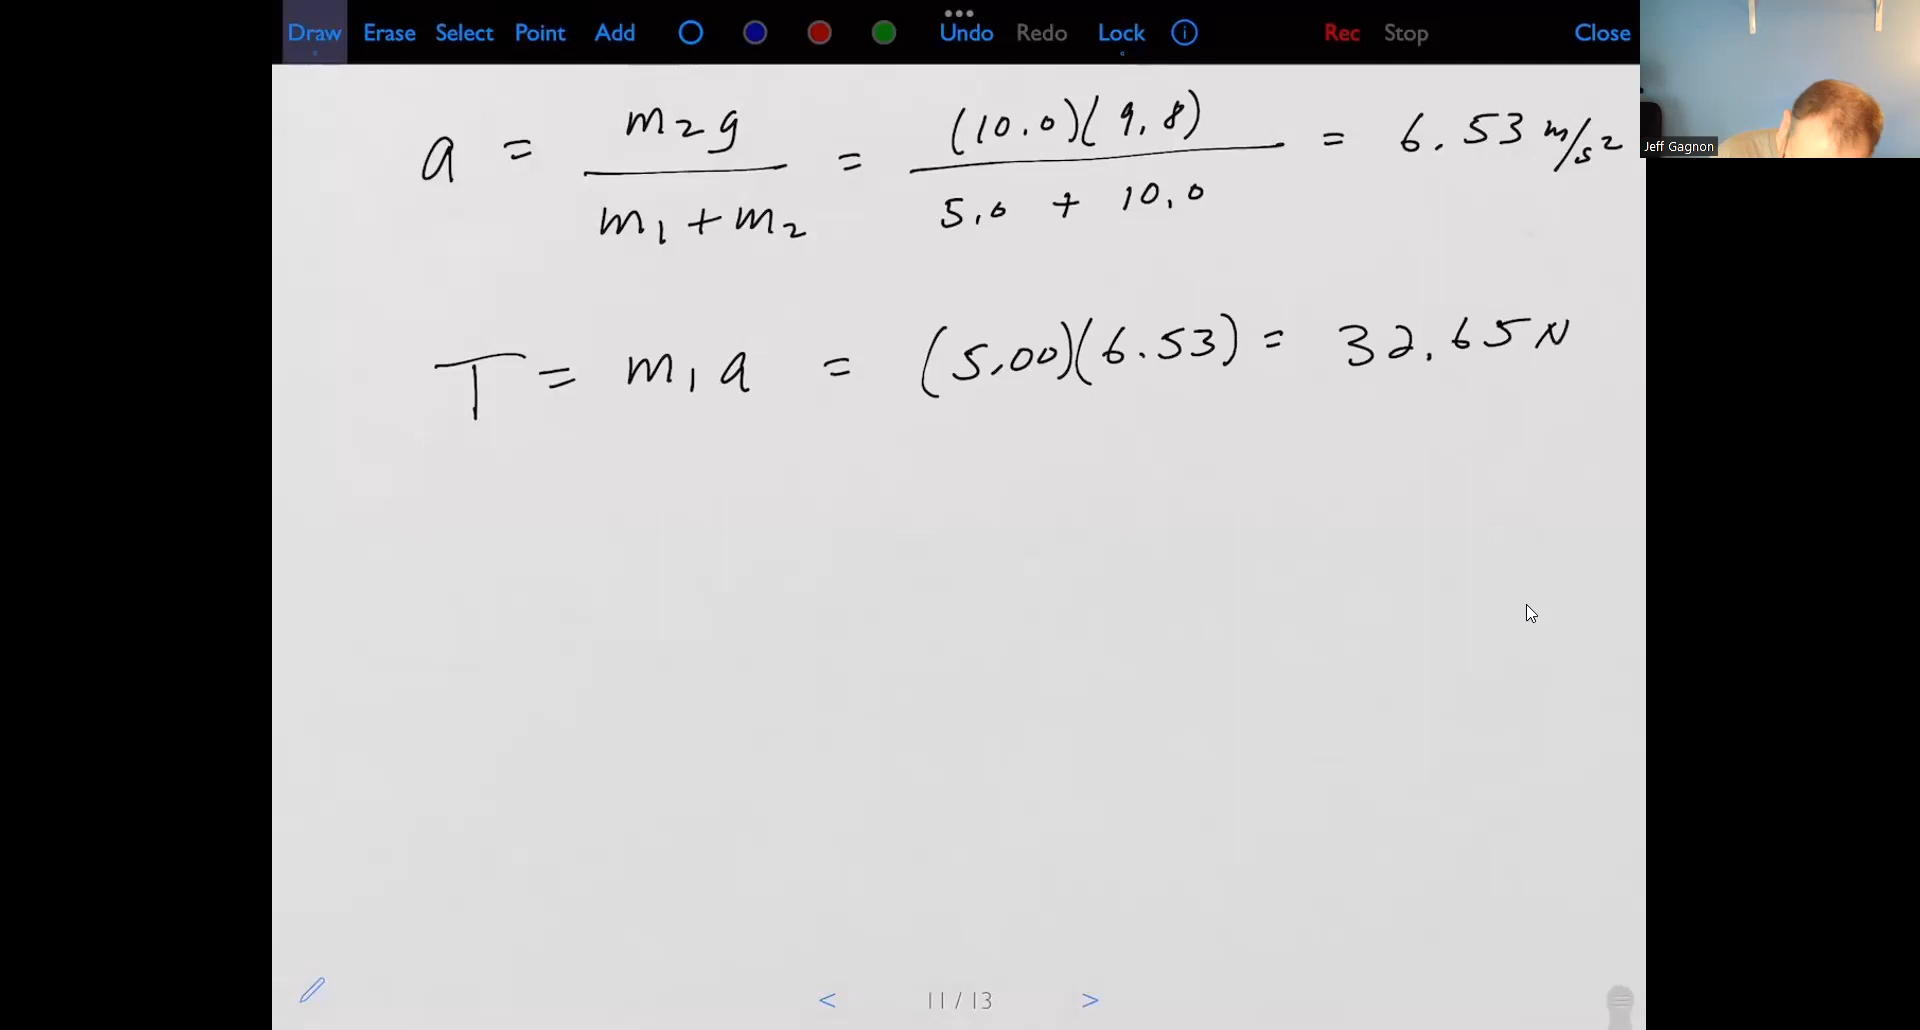 Draw Erase Select Point Add Undo Redo Lock Rec Stop Close
Jeff Gagnon
a = m₂g / (m₁ + m₂) = (10.0)(9.8) / (5.0 + 10.0) = 6.53 m/s²
T = m₁a = (5.00)(6.53) = 32.65 N
< 11 / 13 >